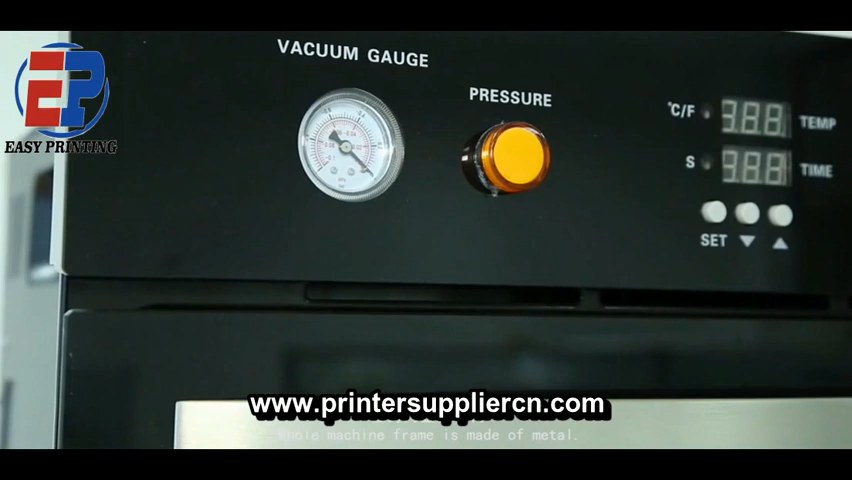 EP
EASY PRINTING
VACUUM GAUGE
PRESSURE
°C/F
TEMP
S
TIME
SET
www.printersuppliercn.com
Whole machine frame is made of metal.